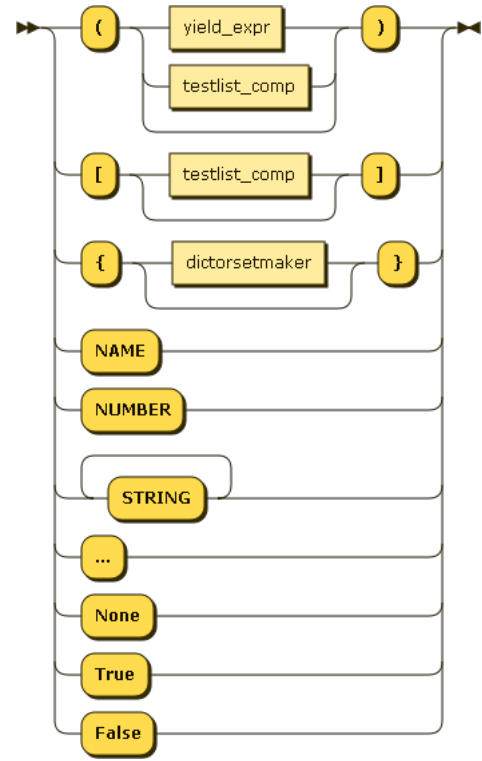 ( yield_expr )
testlist_comp
[ testlist_comp ]
{ dictorsetmaker }
NAME
NUMBER
STRING
...
None
True
False